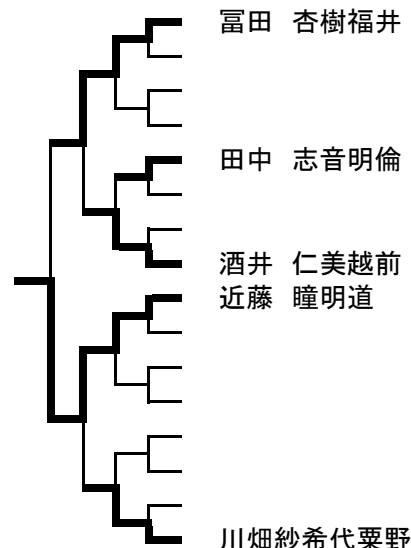 冨田　杏樹福井
田中　志音明倫
酒井　仁美越前
近藤　瞳明道
川畑紗希代粟野